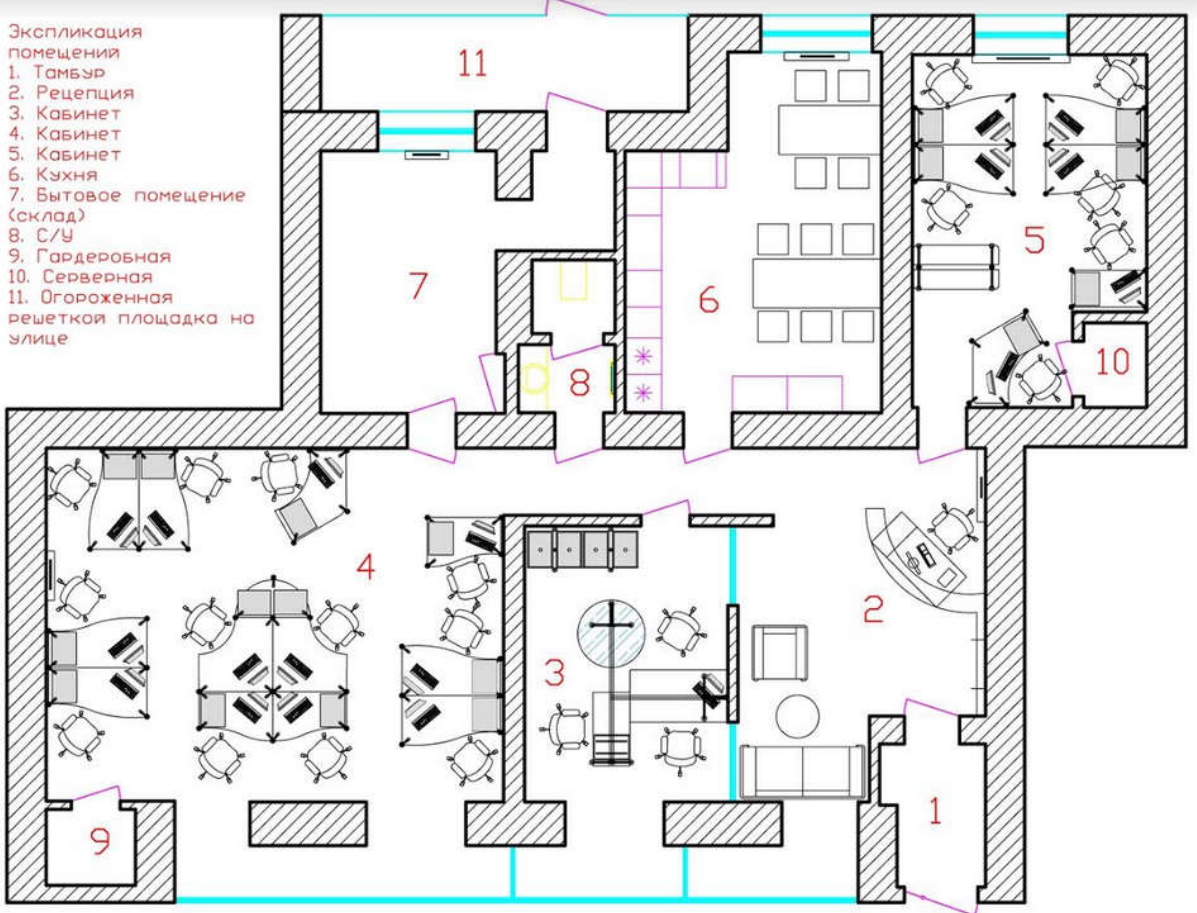 Экспликация
помещений
1. Тамбур
2. Рецепция
3. Кабинет
4. Кабинет
5. Кабинет
6. Кухня
7. Бытовое помещение
(склад)
8. С/У
9. Гардеробная
10. Серверная
11. Огороженная
решеткой площадка на
улице
11
5
7
6
10
8
4
2
3
1
9